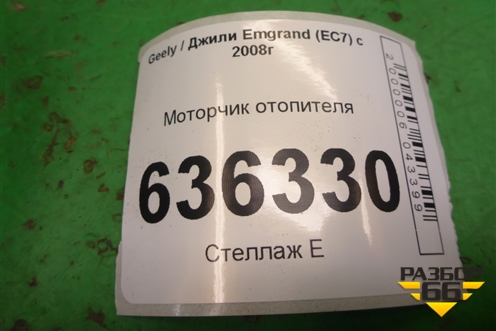 Geely / Джили Emgrand (EC7) с
2008г
Моторчик отопителя
636330
Стеллаж Е
2000006043399
РАЗБОР
66